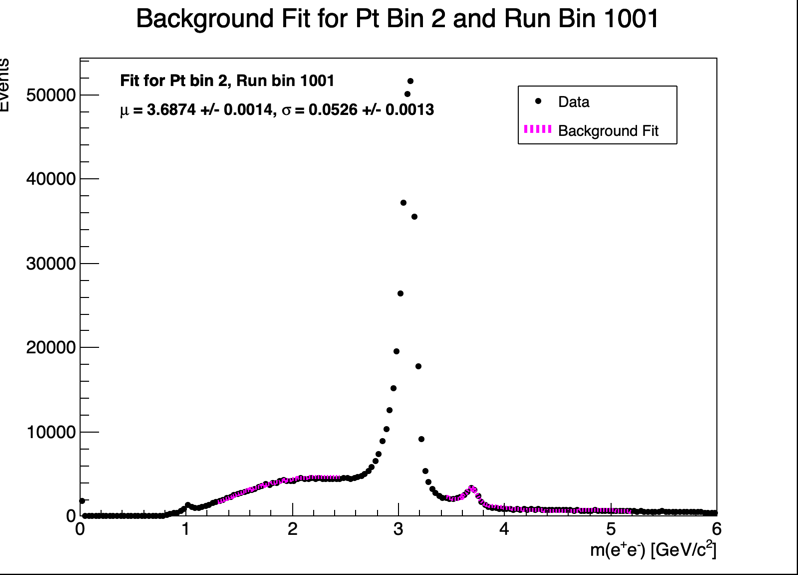 Background Fit for Pt Bin 2 and Run Bin 1001
Events
Fit for Pt bin 2, Run bin 1001
μ = 3.6874 +/- 0.0014, σ = 0.0526 +/- 0.0013
Data
Background Fit
50000
40000
30000
20000
10000
0
0 1 2 3 4 5 6
m(e⁺e⁻) [GeV/c²]